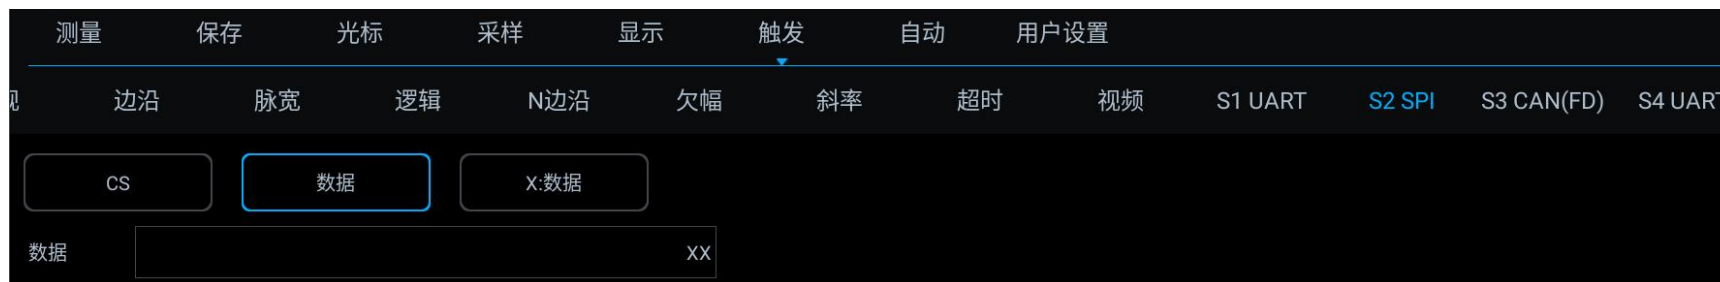 测量 保存 光标 采样 显示 触发 自动 用户设置
边沿 脉宽 逻辑 N边沿 欠幅 斜率 超时 视频 S1 UART S2 SPI S3 CAN(FD) S4 UART
CS 数据 X:数据
数据 XX